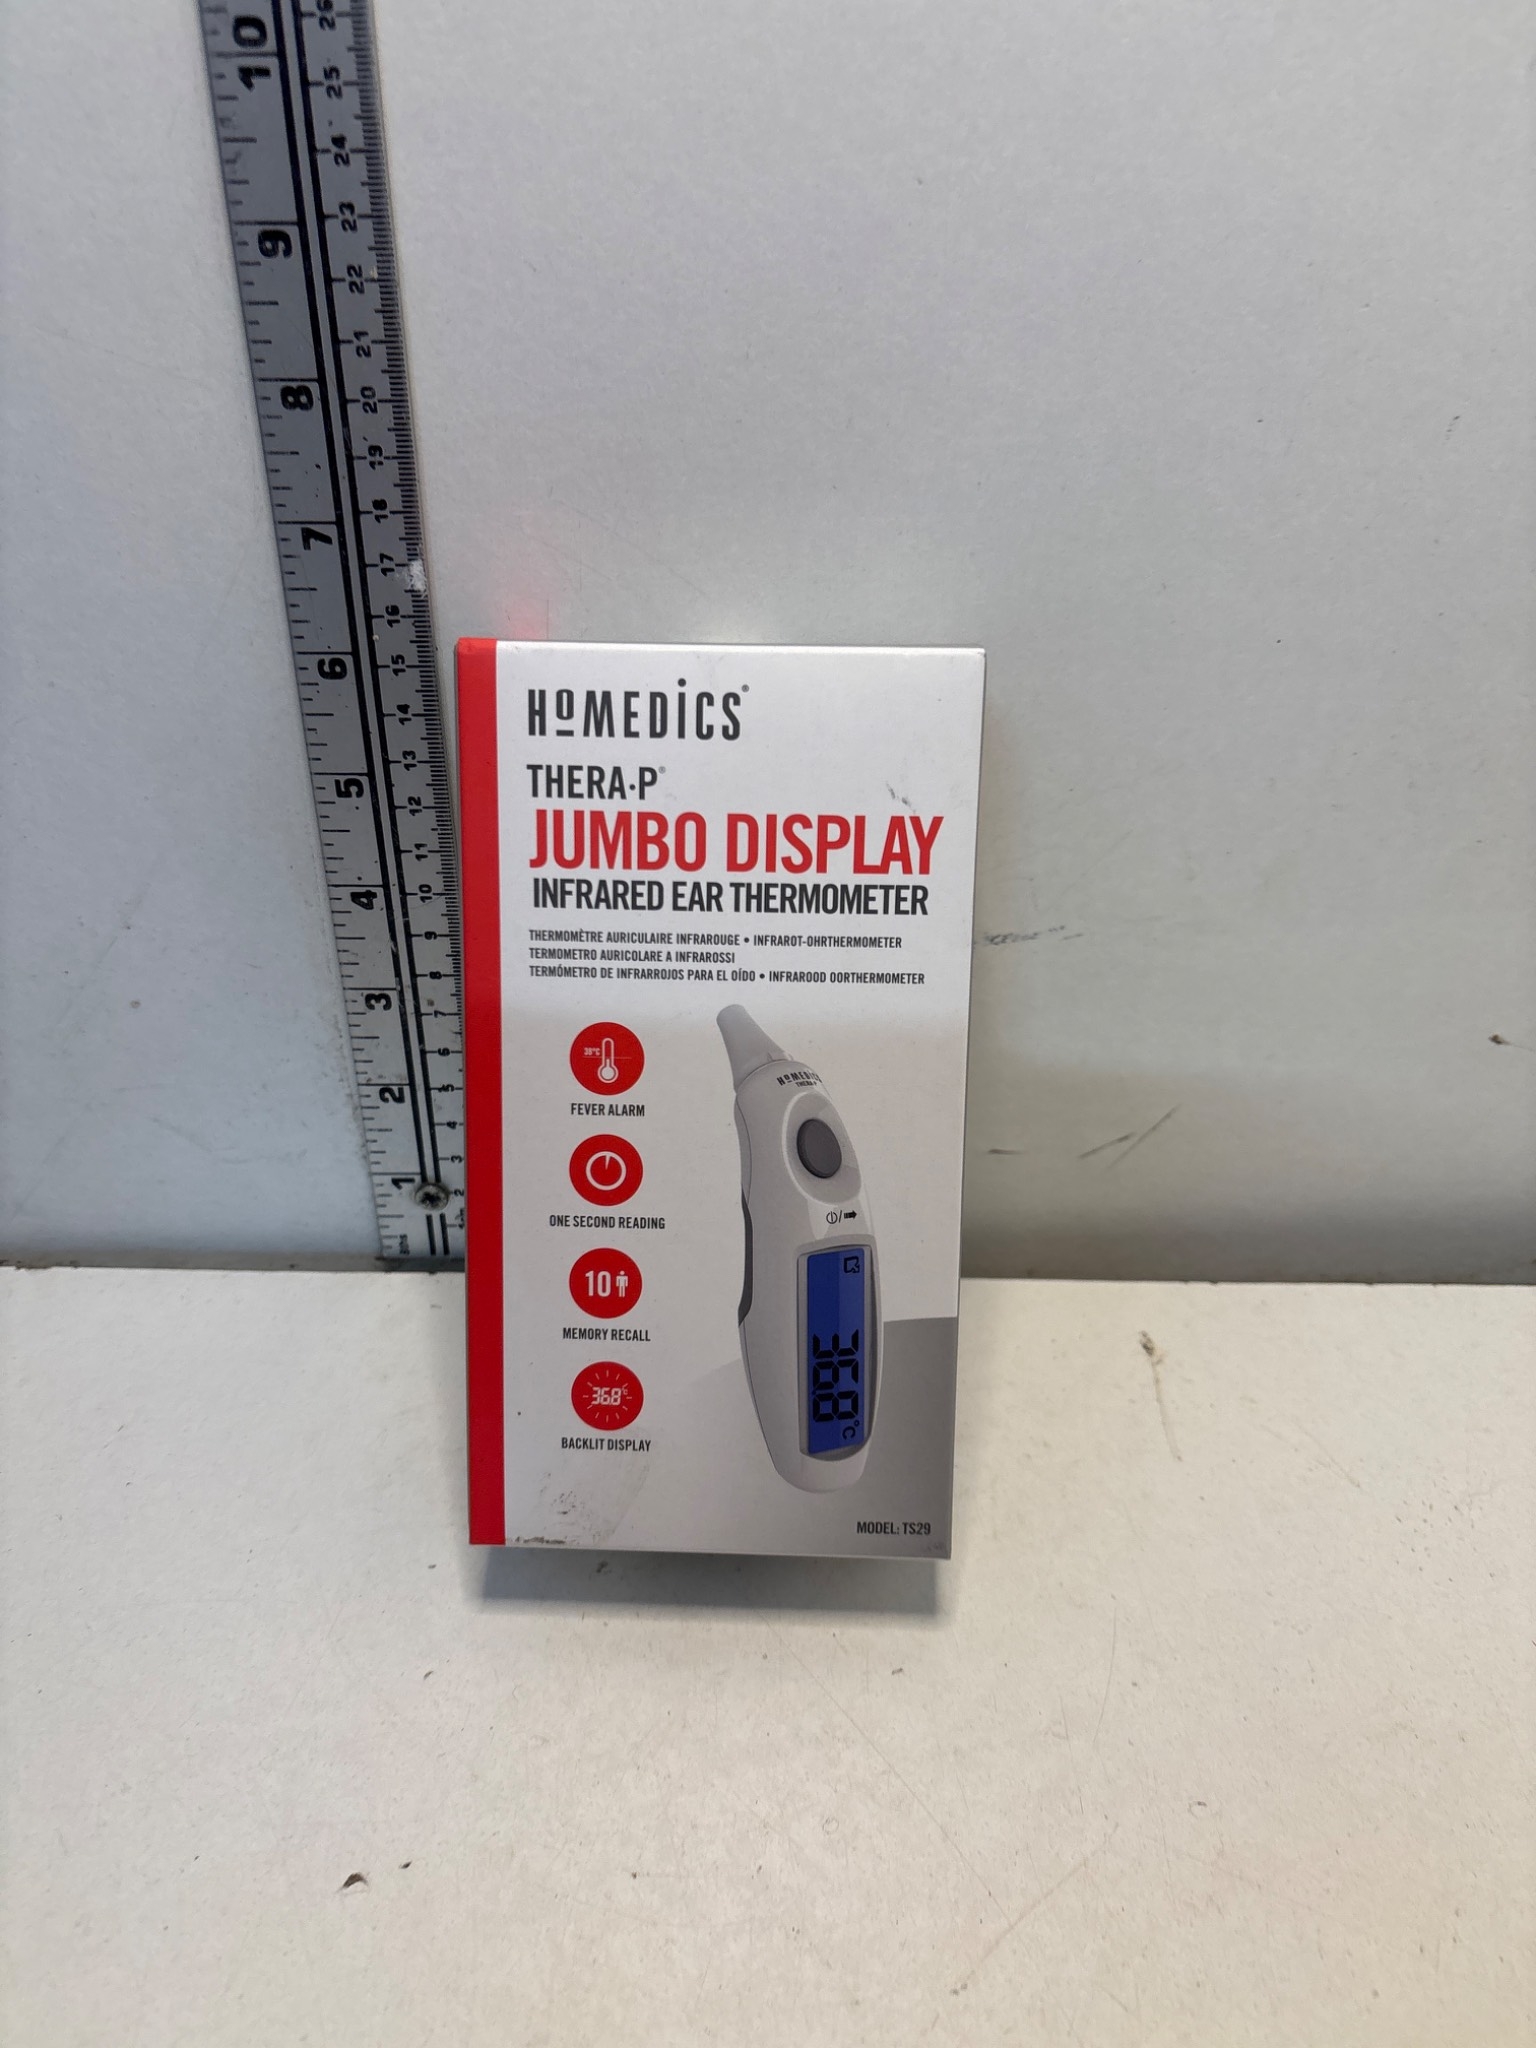 HoMEDiCS®
THERA·P®
JUMBO DISPLAY
INFRARED EAR THERMOMETER
THERMOMÈTRE AURICULAIRE INFRAROUGE • INFRAROT-OHRTHERMOMETER
TERMOMETRO AURICOLARE A INFRAROSSI
TERMÓMETRO DE INFRARROJOS PARA EL OÍDO • INFRAROOD OORTHERMOMETER
38°C
FEVER ALARM
ONE SECOND READING
10
MEMORY RECALL
36.8°C
BACKLIT DISPLAY
HoMEDiCS
THERA·P
36.8°C
MODEL: TS29
10
9
8
7
6
5
4
3
2
1
8ths
26
25
24
23
22
21
20
19
18
17
16
15
14
13
12
11
10
9
8
7
6
5
4
3
2